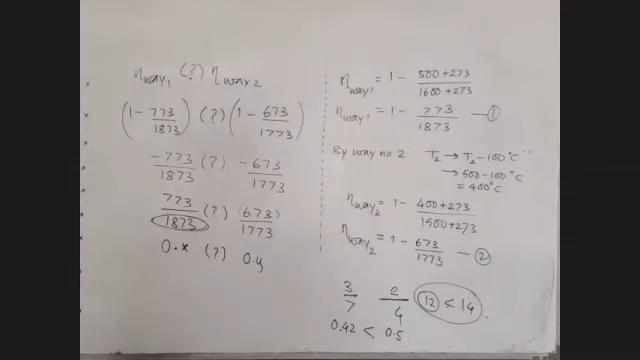 η way1 (?) η way2
(1 - 773/1873) (?) (1 - 673/1773)
-773/1873 (?) -673/1773
773/1873 (?) (673)/1773
0.x (?) 0.y
η way1 = 1 - 500+273/1600+273
η way1 = 1 - 773/1873 — ①
By way no 2 T2 → T2-100°C
→ 500-100°C
= 400°C
η way2 = 1 - 400+273/1500+273
η way2 = 1 - 673/1773 — ②
3/7 2/4 12 < 14
0.42 < 0.5